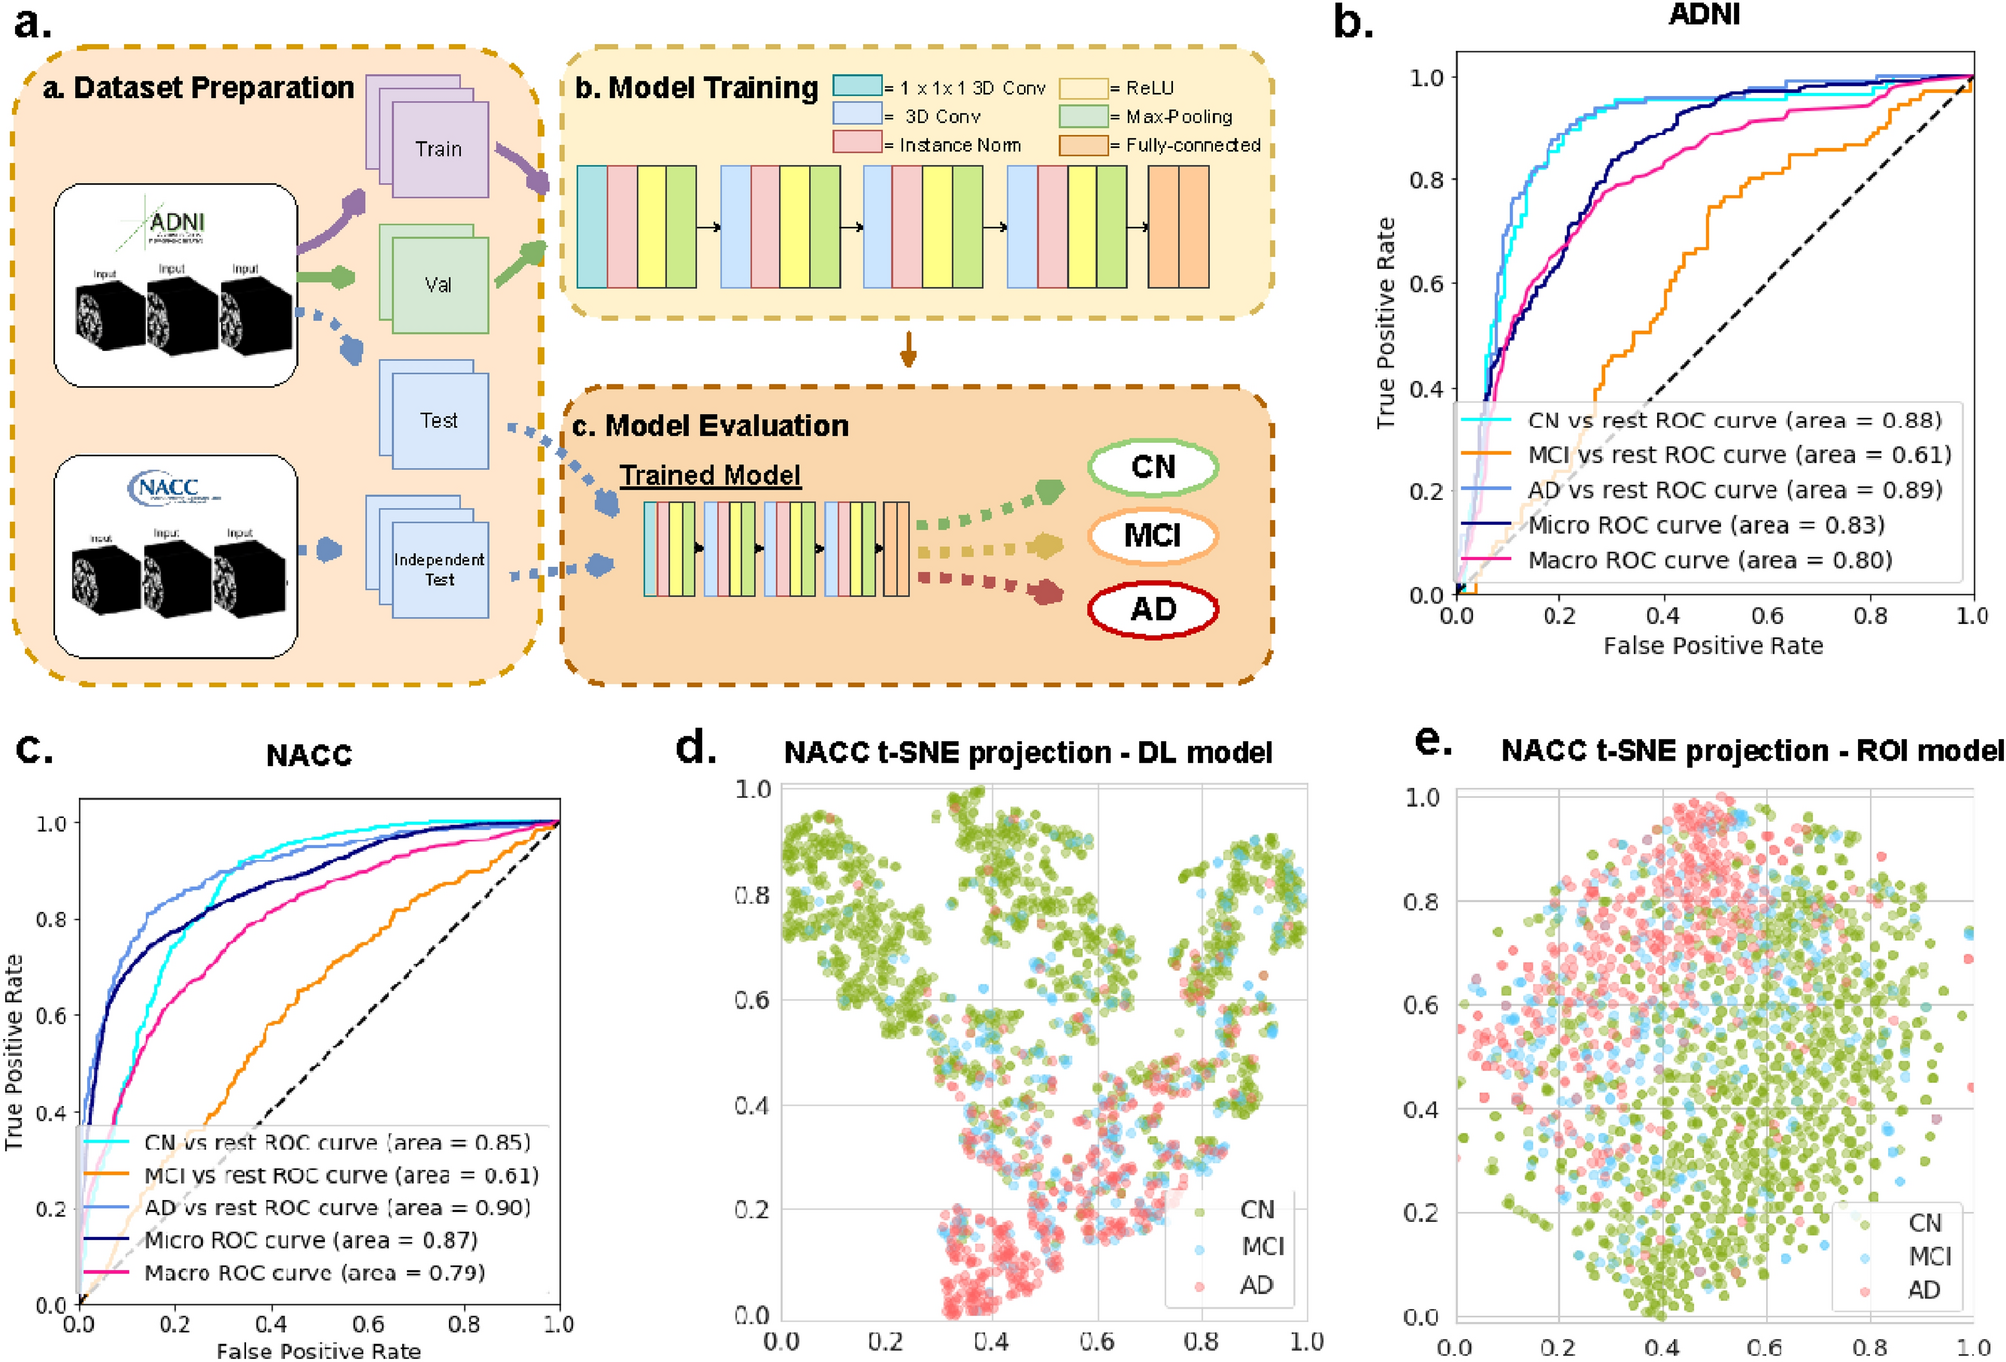 a.
a. Dataset Preparation
ADNI
Input
Input
Input
Train
Val
Test
NACC
Input
Input
Input
Independent
Test
b. Model Training
= 1 x 1x 1 3D Conv
= 3D Conv
= Instance Norm
= ReLU
= Max-Pooling
= Fully-connected
c. Model Evaluation
Trained Model
CN
MCI
AD
b.
ADNI
True Positive Rate
1.0
0.8
0.6
0.4
0.2
0.0
CN vs rest ROC curve (area = 0.88)
MCI vs rest ROC curve (area = 0.61)
AD vs rest ROC curve (area = 0.89)
Micro ROC curve (area = 0.83)
Macro ROC curve (area = 0.80)
0.0 0.2 0.4 0.6 0.8 1.0
False Positive Rate
c.
NACC
True Positive Rate
1.0
0.8
0.6
0.4
0.2
0.0
CN vs rest ROC curve (area = 0.85)
MCI vs rest ROC curve (area = 0.61)
AD vs rest ROC curve (area = 0.90)
Micro ROC curve (area = 0.87)
Macro ROC curve (area = 0.79)
0.0 0.2 0.4 0.6 0.8 1.0
False Positive Rate
d.
NACC t-SNE projection - DL model
1.0
0.8
0.6
0.4
0.2
0.0
CN
MCI
AD
0.0 0.2 0.4 0.6 0.8 1.0
e.
NACC t-SNE projection - ROI model
1.0
0.8
0.6
0.4
0.2
0.0
CN
MCI
AD
0.0 0.2 0.4 0.6 0.8 1.0